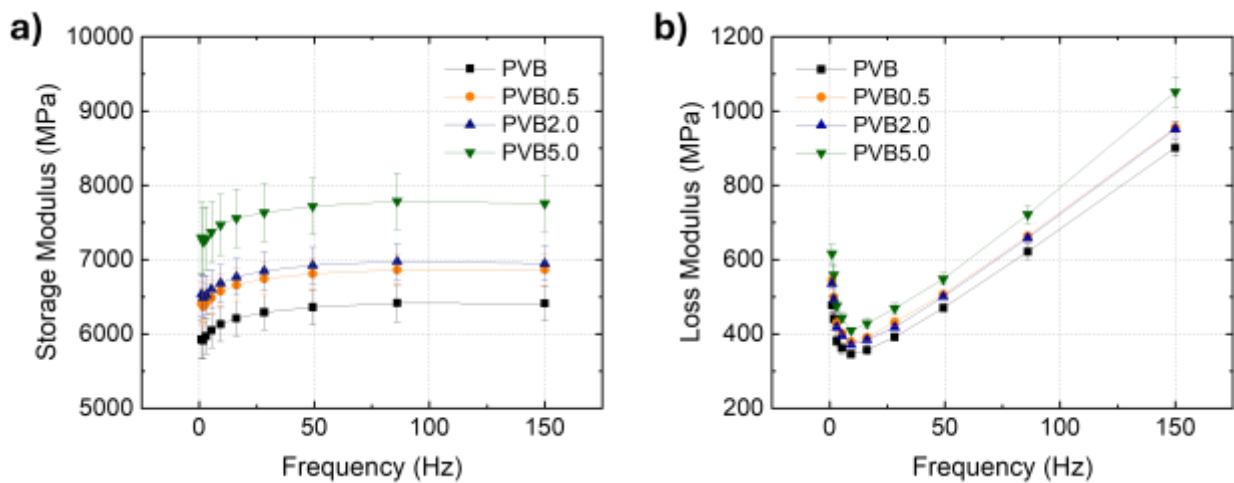 a)
10000
9000
8000
7000
6000
5000
Storage Modulus (MPa)
PVB
PVB0.5
PVB2.0
PVB5.0
0
50
100
150
Frequency (Hz)
b)
1200
1000
800
600
400
200
Loss Modulus (MPa)
PVB
PVB0.5
PVB2.0
PVB5.0
0
50
100
150
Frequency (Hz)